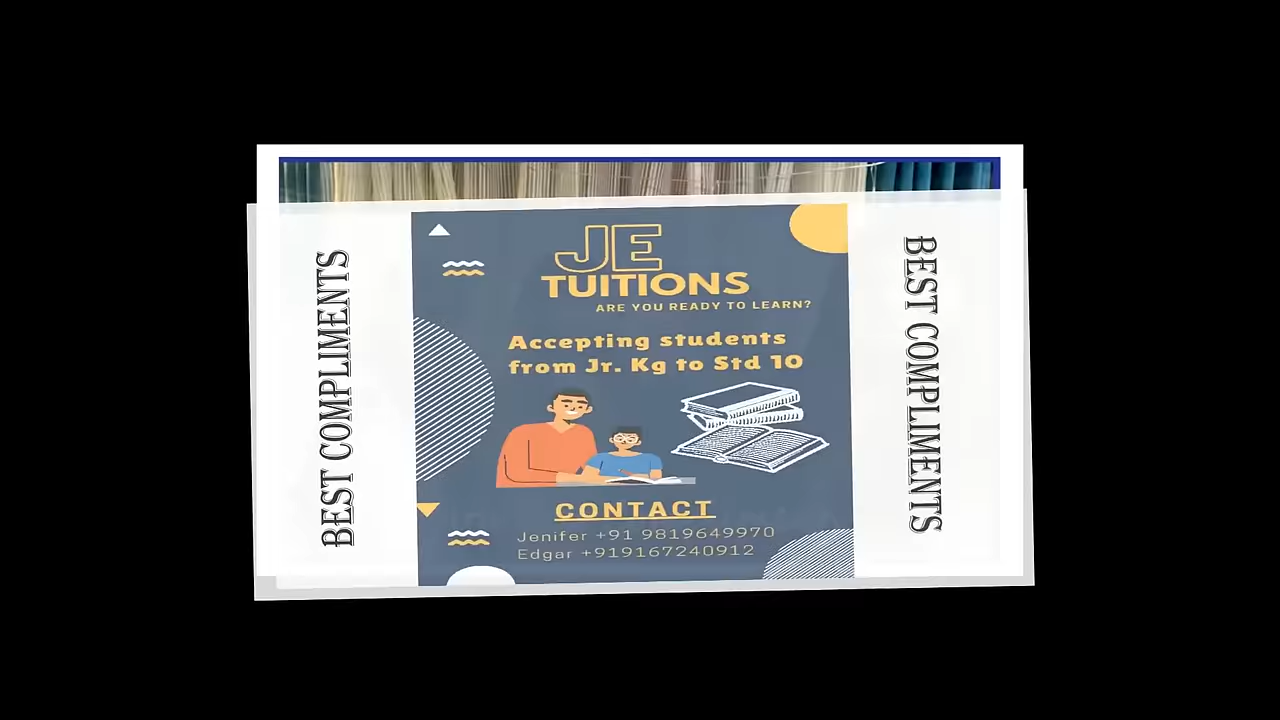 BEST COMPLIMENTS
JE
TUITIONS
ARE YOU READY TO LEARN?
Accepting students
from Jr. Kg to Std 10
CONTACT
Jenifer +91 9819649970
Edgar +919167240912
BEST COMPLIMENTS